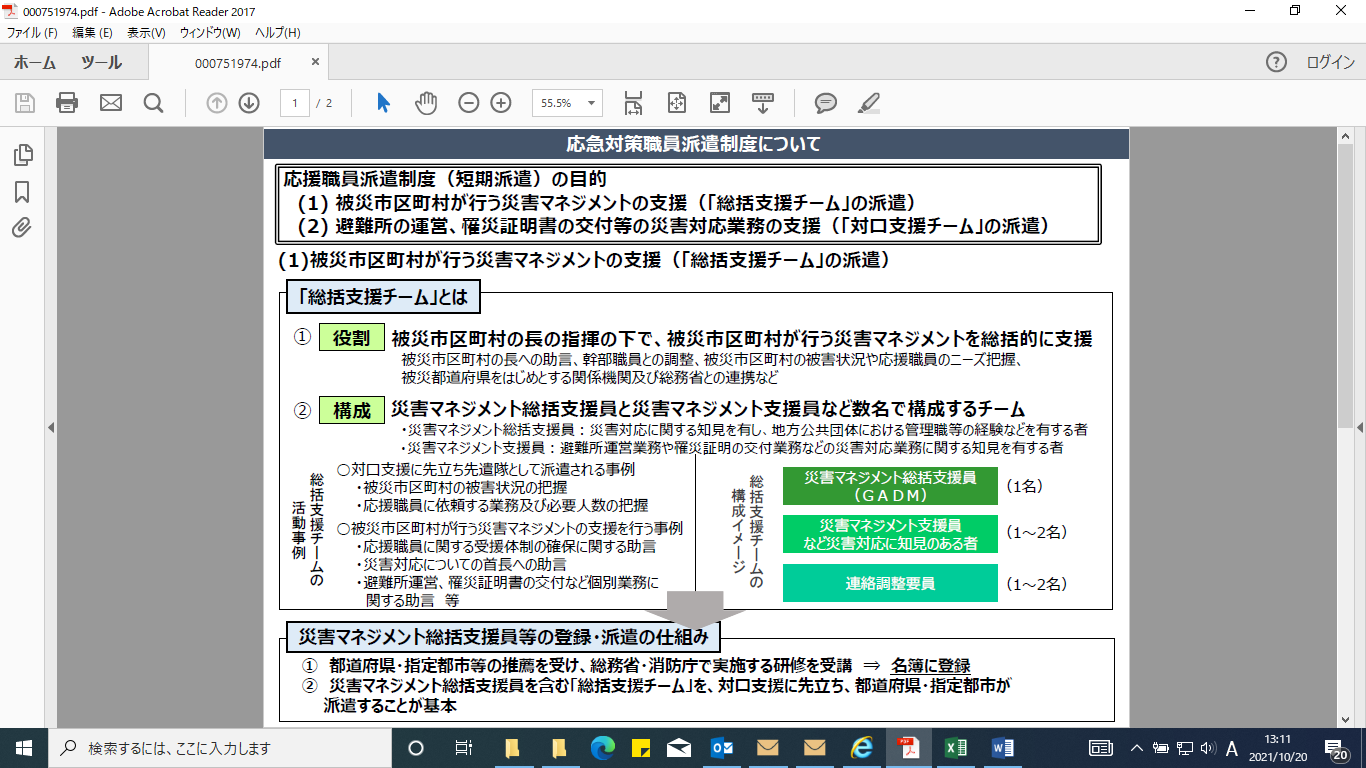 000751974.pdf - Adobe Acrobat Reader 2017
ファイル(F) 編集(E) 表示(V) ウィンドウ(W) ヘルプ(H)
ホーム ツール 000751974.pdf × ログイン
1 / 2 55.5%
応急対策職員派遣制度について
応援職員派遣制度（短期派遣）の目的
(1) 被災市区町村が行う災害マネジメントの支援（「総括支援チーム」の派遣）
(2) 避難所の運営、罹災証明書の交付等の災害対応業務の支援（「対口支援チーム」の派遣）
(1)被災市区町村が行う災害マネジメントの支援（「総括支援チーム」の派遣）
「総括支援チーム」とは
① 役割 被災市区町村の長の指揮の下で、被災市区町村が行う災害マネジメントを総括的に支援
被災市区町村の長への助言、幹部職員との調整、被災市区町村の被害状況や応援職員のニーズ把握、
被災都道府県をはじめとする関係機関及び総務省との連携など
② 構成 災害マネジメント総括支援員と災害マネジメント支援員など数名で構成するチーム
・災害マネジメント総括支援員：災害対応に関する知見を有し、地方公共団体における管理職等の経験などを有する者
・災害マネジメント支援員：避難所運営業務や罹災証明の交付業務などの災害対応業務に関する知見を有する者
総括支援チームの
活動事例
○対口支援に先立ち先遣隊として派遣される事例
・被災市区町村の被害状況の把握
・応援職員に依頼する業務及び必要人数の把握
○被災市区町村が行う災害マネジメントの支援を行う事例
・応援職員に関する受援体制の確保に関する助言
・災害対応についての首長への助言
・避難所運営、罹災証明書の交付など個別業務に
関する助言 等
総括支援チームの
構成イメージ
災害マネジメント総括支援員
（ＧＡＤＭ） （1名）
災害マネジメント支援員
など災害対応に知見のある者 （1～2名）
連絡調整要員 （1～2名）
災害マネジメント総括支援員等の登録・派遣の仕組み
① 都道府県・指定都市等の推薦を受け、総務省・消防庁で実施する研修を受講 ⇒ 名簿に登録
② 災害マネジメント総括支援員を含む「総括支援チーム」を、対口支援に先立ち、都道府県・指定都市が
派遣することが基本
検索するには、ここに入力します
A 13:11
2021/10/20
20